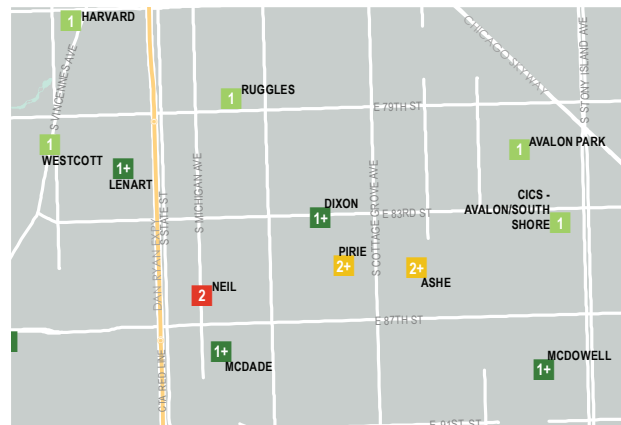 1
HARVARD
CHICAGO SKYWAY
S VINCENNES AVE
S STONY ISLAND AVE
1
RUGGLES
E 79TH ST
1
WESTCOTT
1+
LENART
1
AVALON PARK
DAN RYAN EXPY
S STATE ST
S MICHIGAN AVE
1+
DIXON
E 83RD ST
CICS -
AVALON/SOUTH
SHORE
1
S COTTAGE GROVE AVE
2+
PIRIE
2+
ASHE
2
NEIL
E 87TH ST
1+
MCDADE
1+
MCDOWELL
CTA RED LINE
E 91ST ST